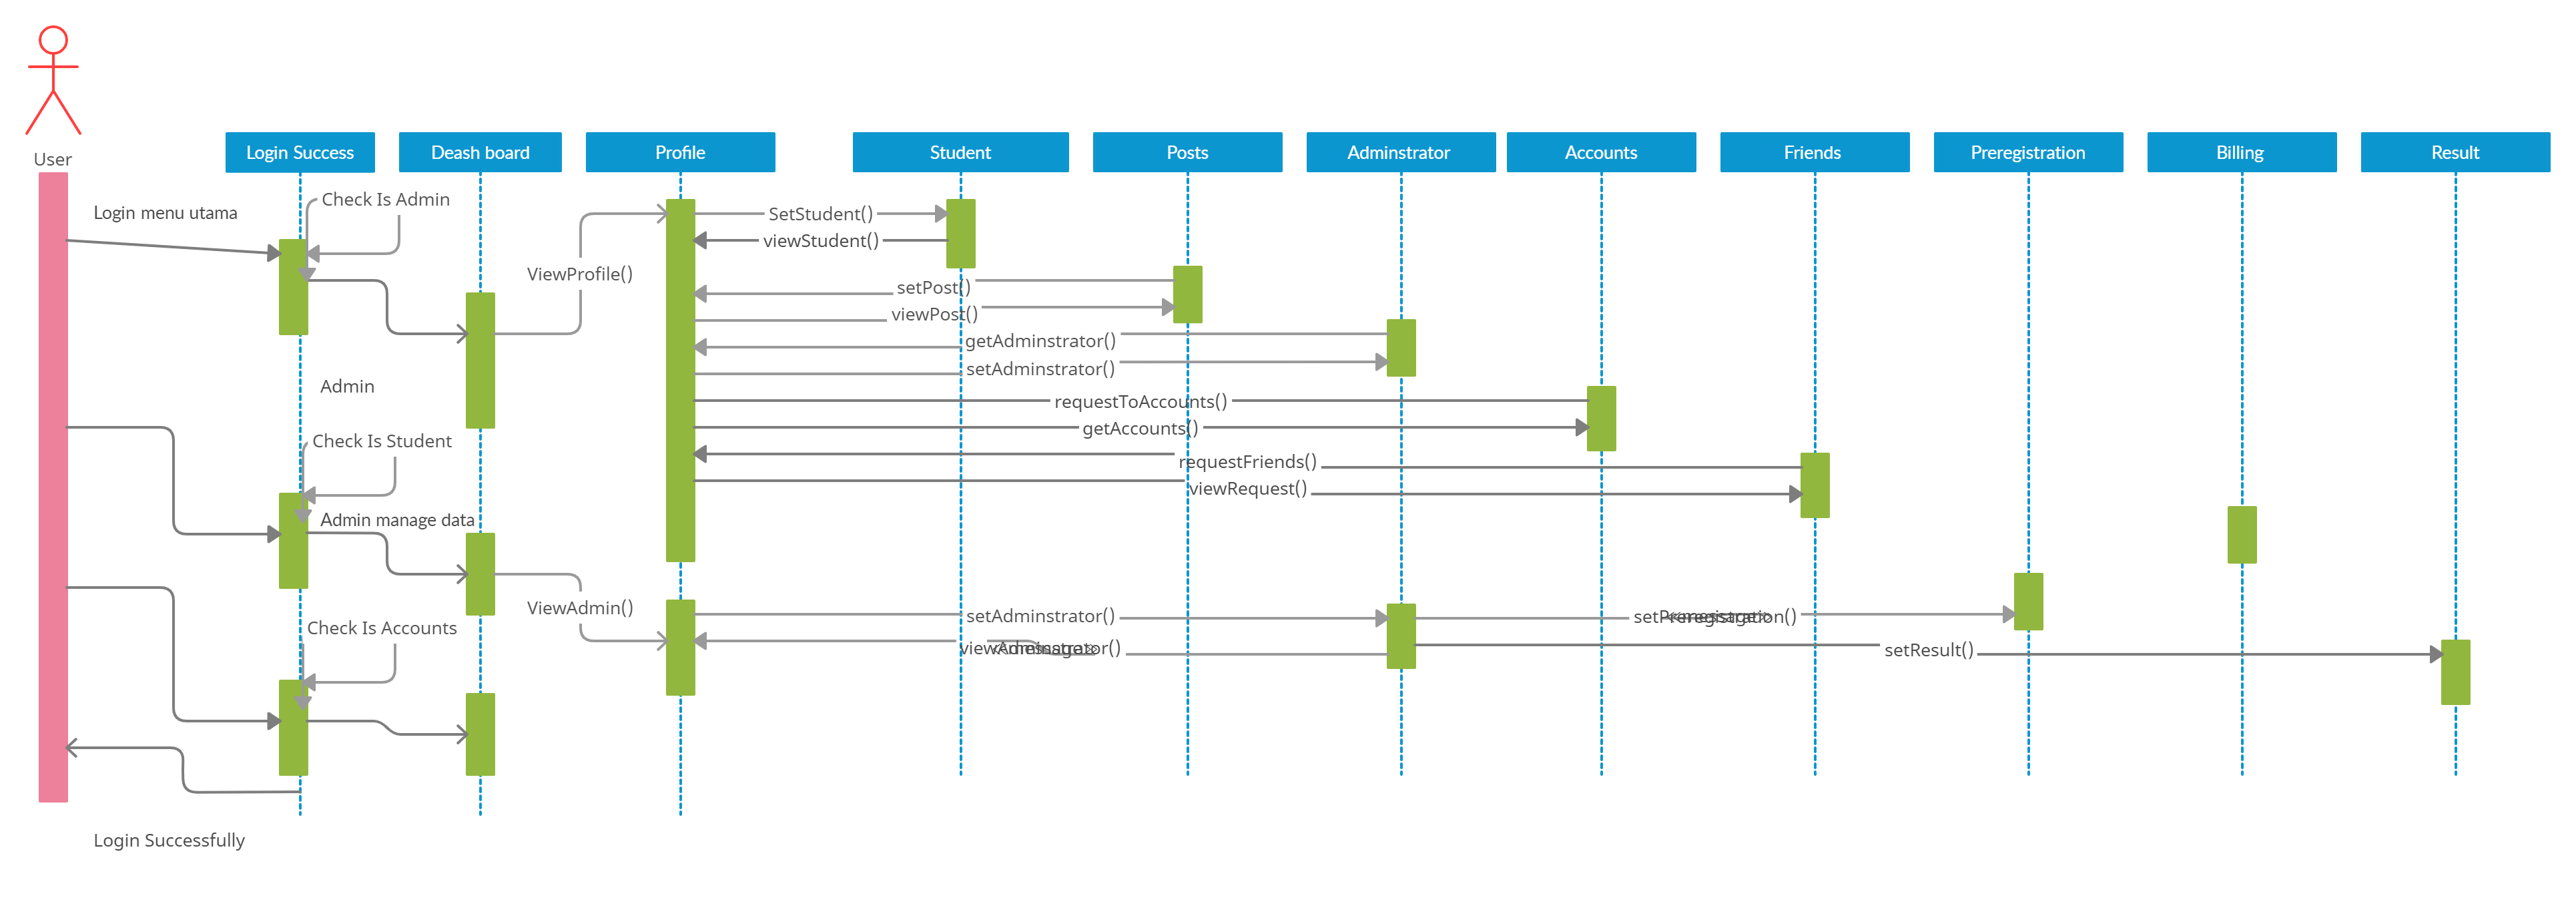 User
Login Success
Deash board
Profile
Student
Posts
Adminstrator
Accounts
Friends
Preregistration
Billing
Result
Check Is Admin
Login menu utama
SetStudent()
viewStudent()
ViewProfile()
setPost()
viewPost()
getAdminstrator()
setAdminstrator()
Admin
requestToAccounts()
getAccounts()
Check Is Student
requestFriends()
viewRequest()
Admin manage data
ViewAdmin()
setAdminstrator()
setPreregistration()
Check Is Accounts
viewAdminstrator()
setResult()
Login Successfully